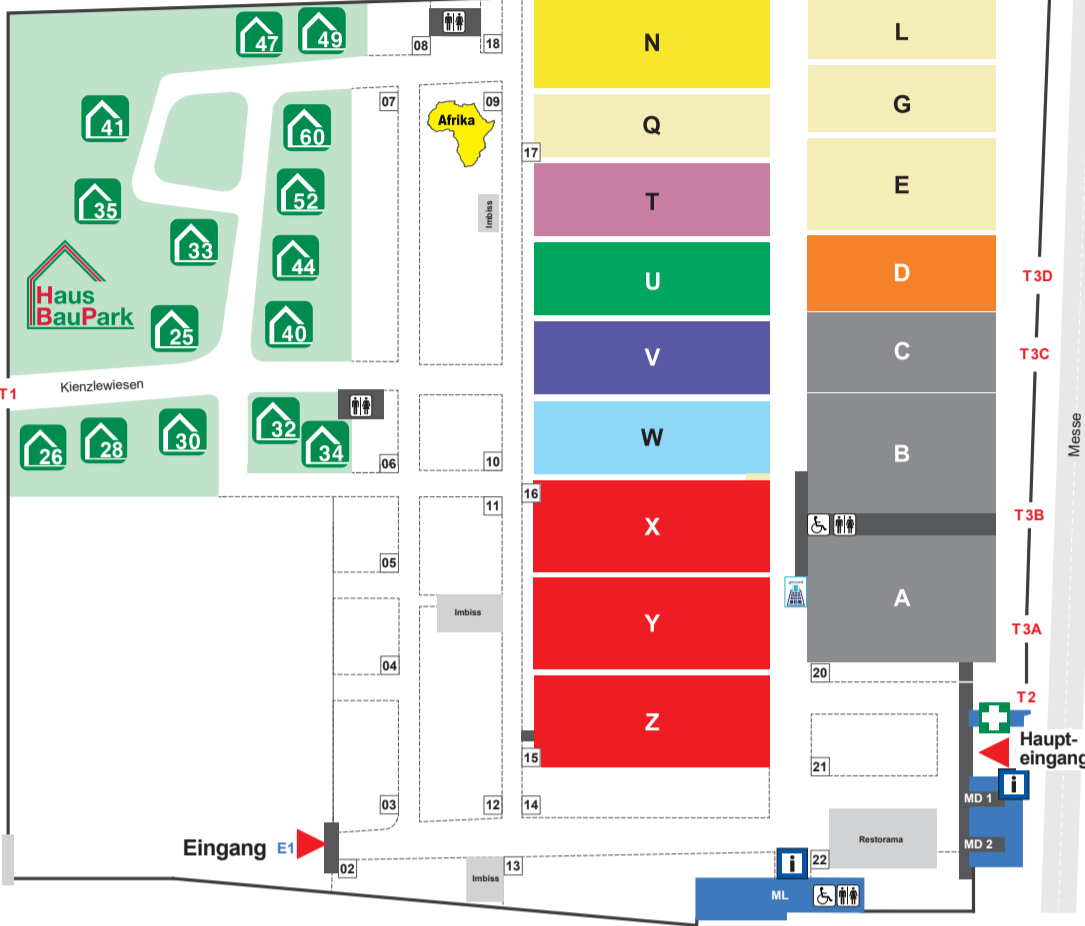 47
49
08
18
N
L
41
07
Afrika
09
60
Q
G
17
35
52
Imbiss
T
E
33
44
U
D
T3D
Haus
BauPark
25
40
V
C
T3C
T1
Kienzlewiesen
26
28
30
32
34
06
10
W
B
Messe
11
16
X
T3B
05
Imbiss
Y
A
T3A
04
20
T2
Z
Haupt-
eingang
15
21
i
03
12
14
MD 1
Eingang E1
Restorama
MD 2
02
Imbiss
13
i
22
ML